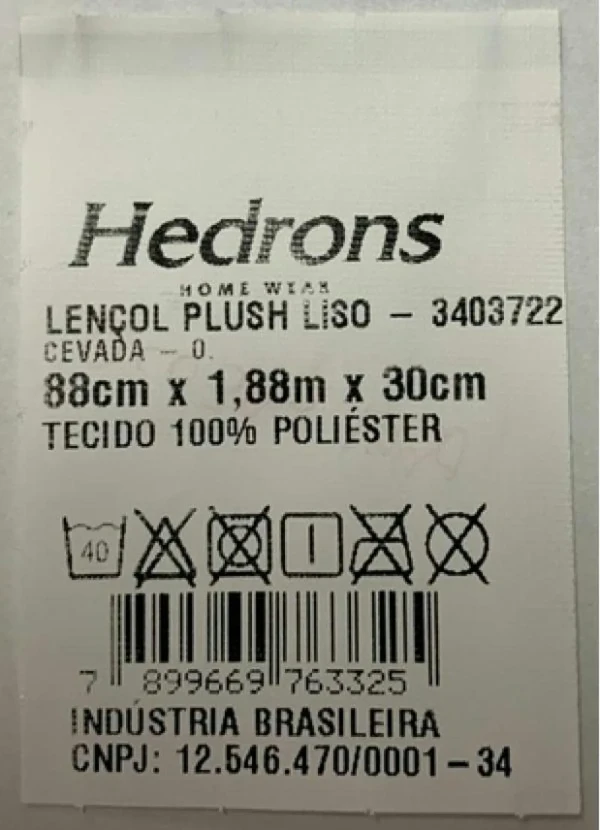 Hedrons
HOME WEAR
LENÇOL PLUSH LISO – 3403722
CEVADA – 0.
88cm x 1,88m x 30cm
TECIDO 100% POLIÉSTER
40
7 899669 763325
INDÚSTRIA BRASILEIRA
CNPJ: 12.546.470/0001–34